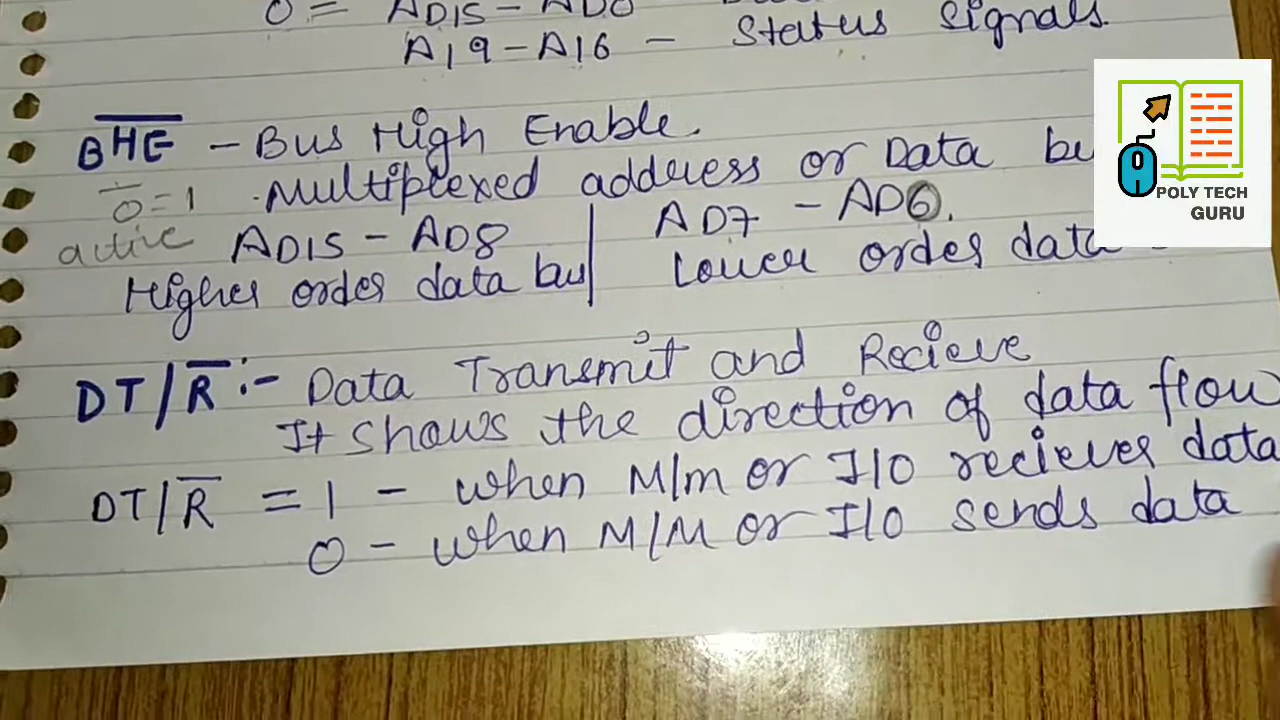 0 = AD15 - AD0
A19 - A16 - Status Signals.
BHE - Bus High Enable.
0 = 1 Multiplexed address or Data bu
active AD15 - AD8 | AD7 - AD0.
Higher order data bus | Lower order data
DT/R :- Data Transmit and Recieve
It shows the direction of data flow
DT/R = 1 - when M/m or I/O recieves data
0 - when M/M or I/O sends data
POLY TECH
GURU